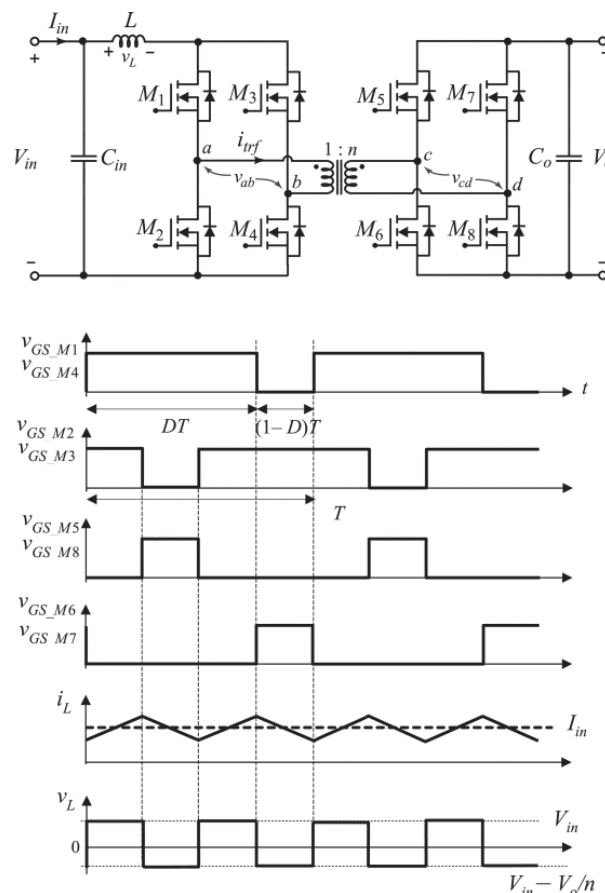 I_in
L
+ v_L −
+
−
+
−
M_1
M_3
M_5
M_7
a
i_trf
1 : n
c
V_in
C_in
v_ab
b
v_cd
d
C_o
M_2
M_4
M_6
M_8
v_GS_M1
v_GS_M4
t
DT
(1–D)T
v_GS_M2
v_GS_M3
T
v_GS_M5
v_GS_M8
v_GS_M6
v_GS_M7
i_L
I_in
v_L
V_in
0
V_in – V_o/n